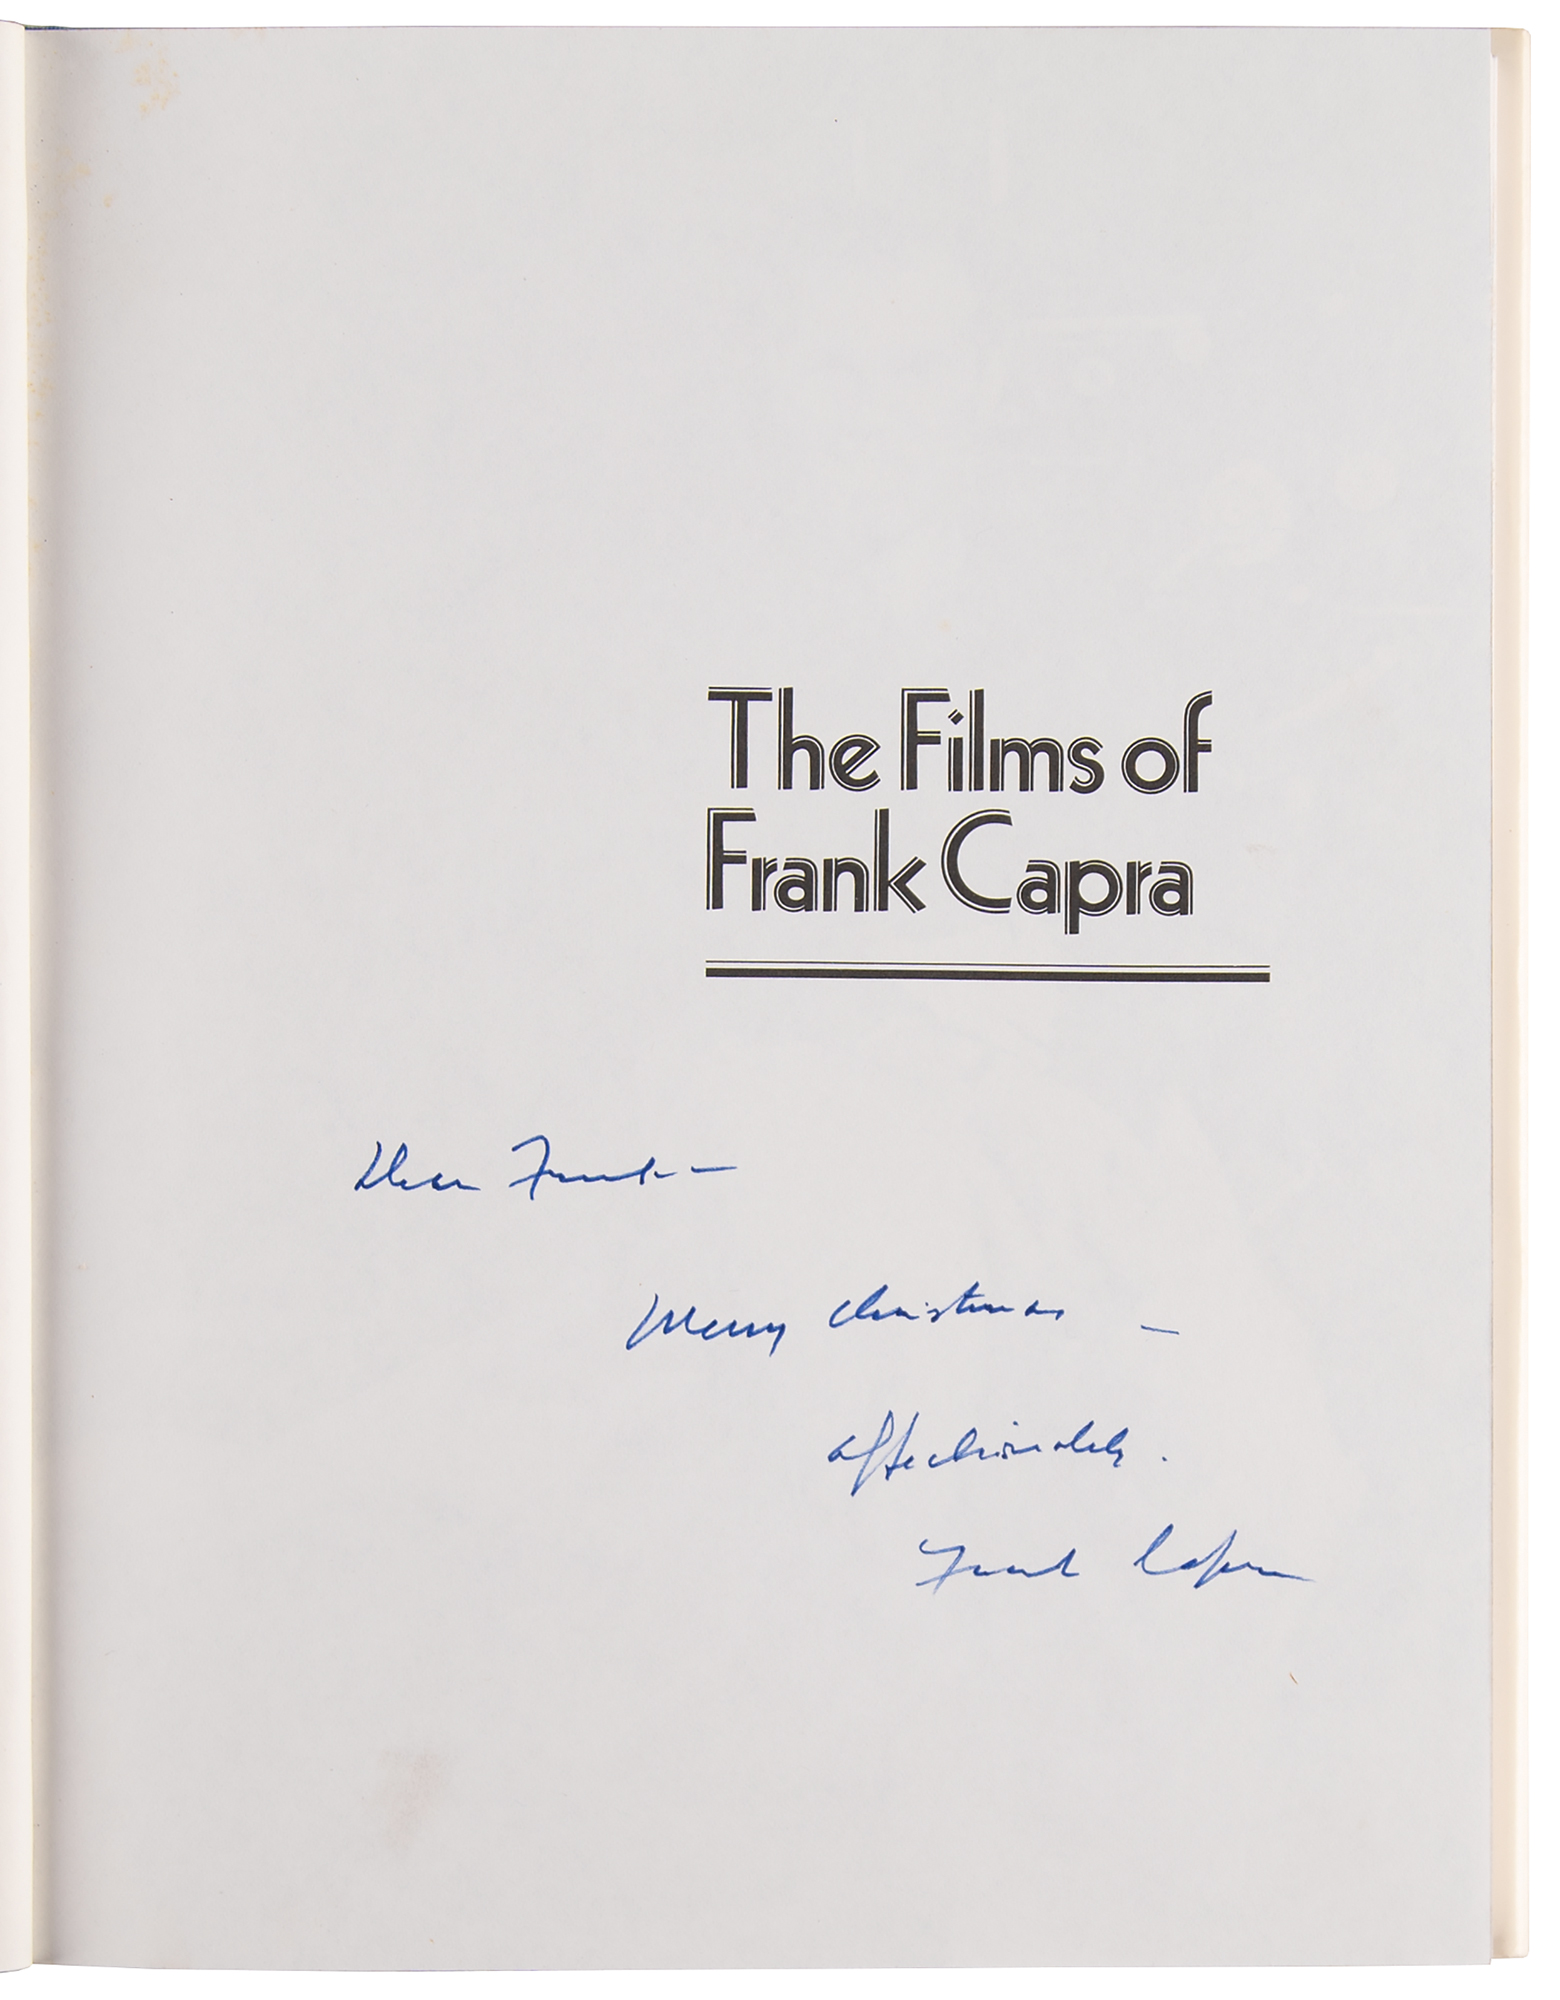 The Films of
Frank Capra
Dear Frank –
Merry Christmas –
affectionately.
Frank Capra